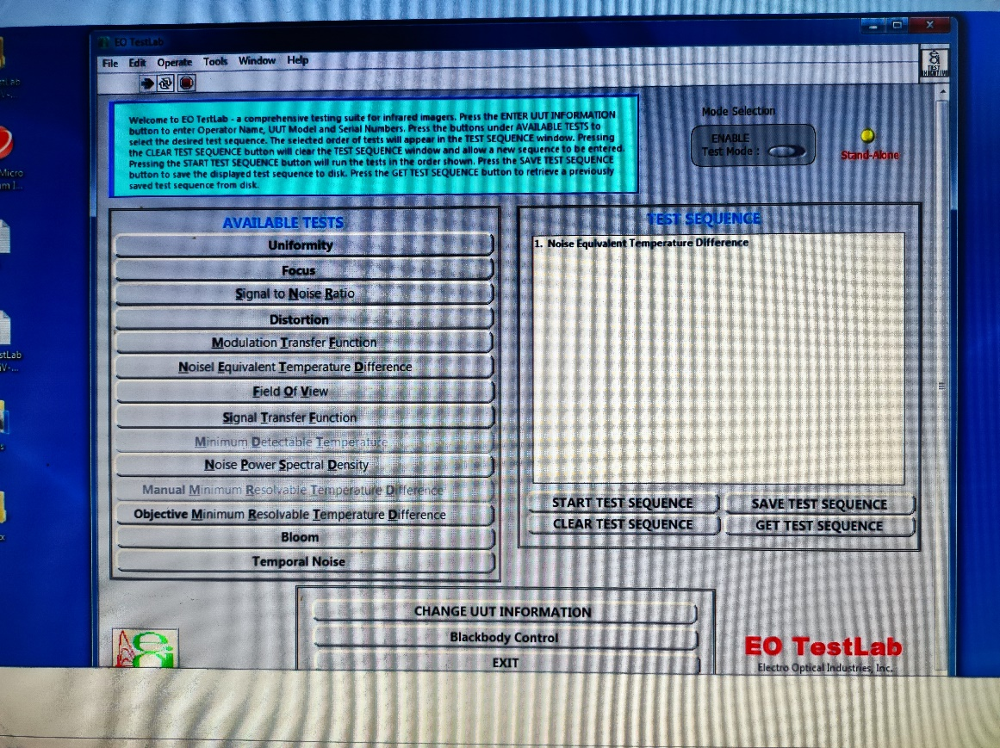 EO TestLab
File Edit Operate Tools Window Help
Welcome to EO TestLab - a comprehensive testing suite for infrared imagers. Press the ENTER UUT INFORMATION
button to enter Operator Name, UUT Model and Serial Numbers. Press the buttons under AVAILABLE TESTS to
select the desired test sequence. The selected order of tests will appear in the TEST SEQUENCE window. Pressing
the CLEAR TEST SEQUENCE button will clear the TEST SEQUENCE window and allow a new sequence to be entered.
Pressing the START TEST SEQUENCE button will run the tests in the order shown. Press the SAVE TEST SEQUENCE
button to save the displayed test sequence to disk. Press the GET TEST SEQUENCE button to retrieve a previously
saved test sequence from disk.
Mode Selection
ENABLE
Test Mode :
Stand-Alone
AVAILABLE TESTS
Uniformity
Focus
Signal to Noise Ratio
Distortion
Modulation Transfer Function
Noisel Equivalent Temperature Difference
Field Of View
Signal Transfer Function
Minimum Detectable Temperature
Noise Power Spectral Density
Manual Minimum Resolvable Temperature Difference
Objective Minimum Resolvable Temperature Difference
Bloom
Temporal Noise
TEST SEQUENCE
1. Noise Equivalent Temperature Difference
START TEST SEQUENCE
SAVE TEST SEQUENCE
CLEAR TEST SEQUENCE
GET TEST SEQUENCE
CHANGE UUT INFORMATION
Blackbody Control
EXIT
EO TestLab
Electro Optical Industries, Inc.